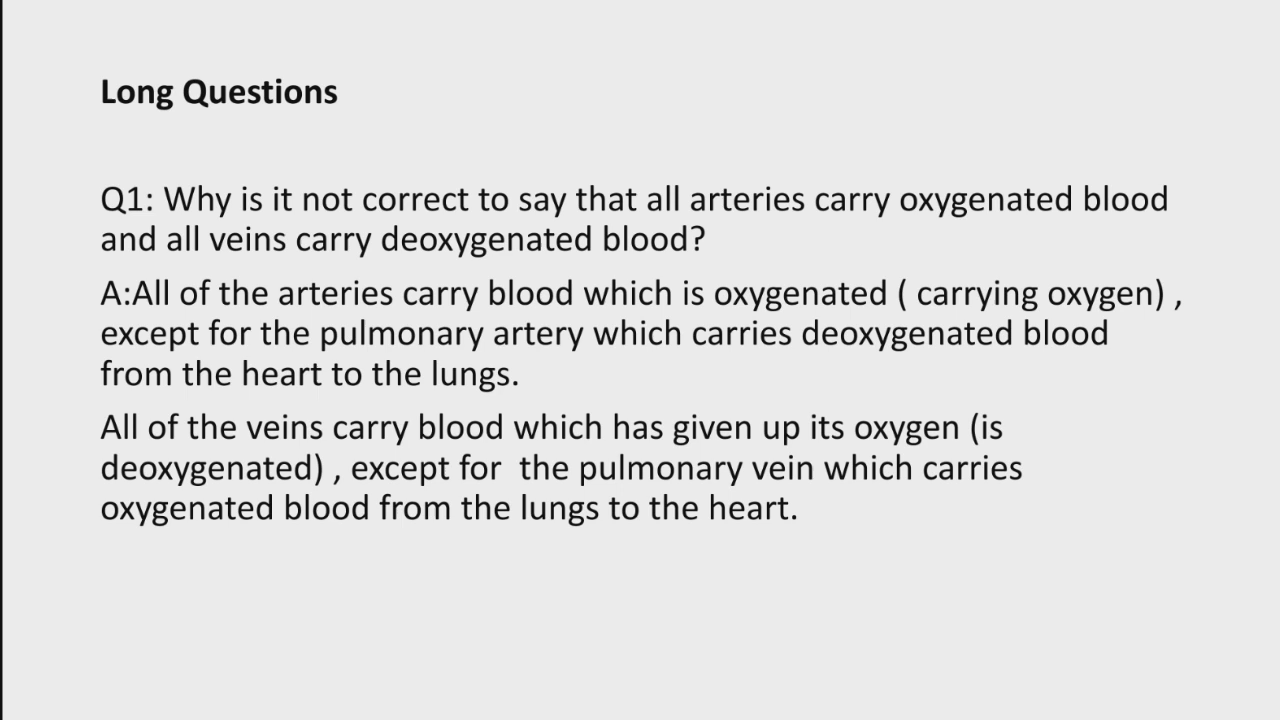 Long Questions
Q1: Why is it not correct to say that all arteries carry oxygenated blood
and all veins carry deoxygenated blood?
A:All of the arteries carry blood which is oxygenated ( carrying oxygen) ,
except for the pulmonary artery which carries deoxygenated blood
from the heart to the lungs.
All of the veins carry blood which has given up its oxygen (is
deoxygenated) , except for  the pulmonary vein which carries
oxygenated blood from the lungs to the heart.